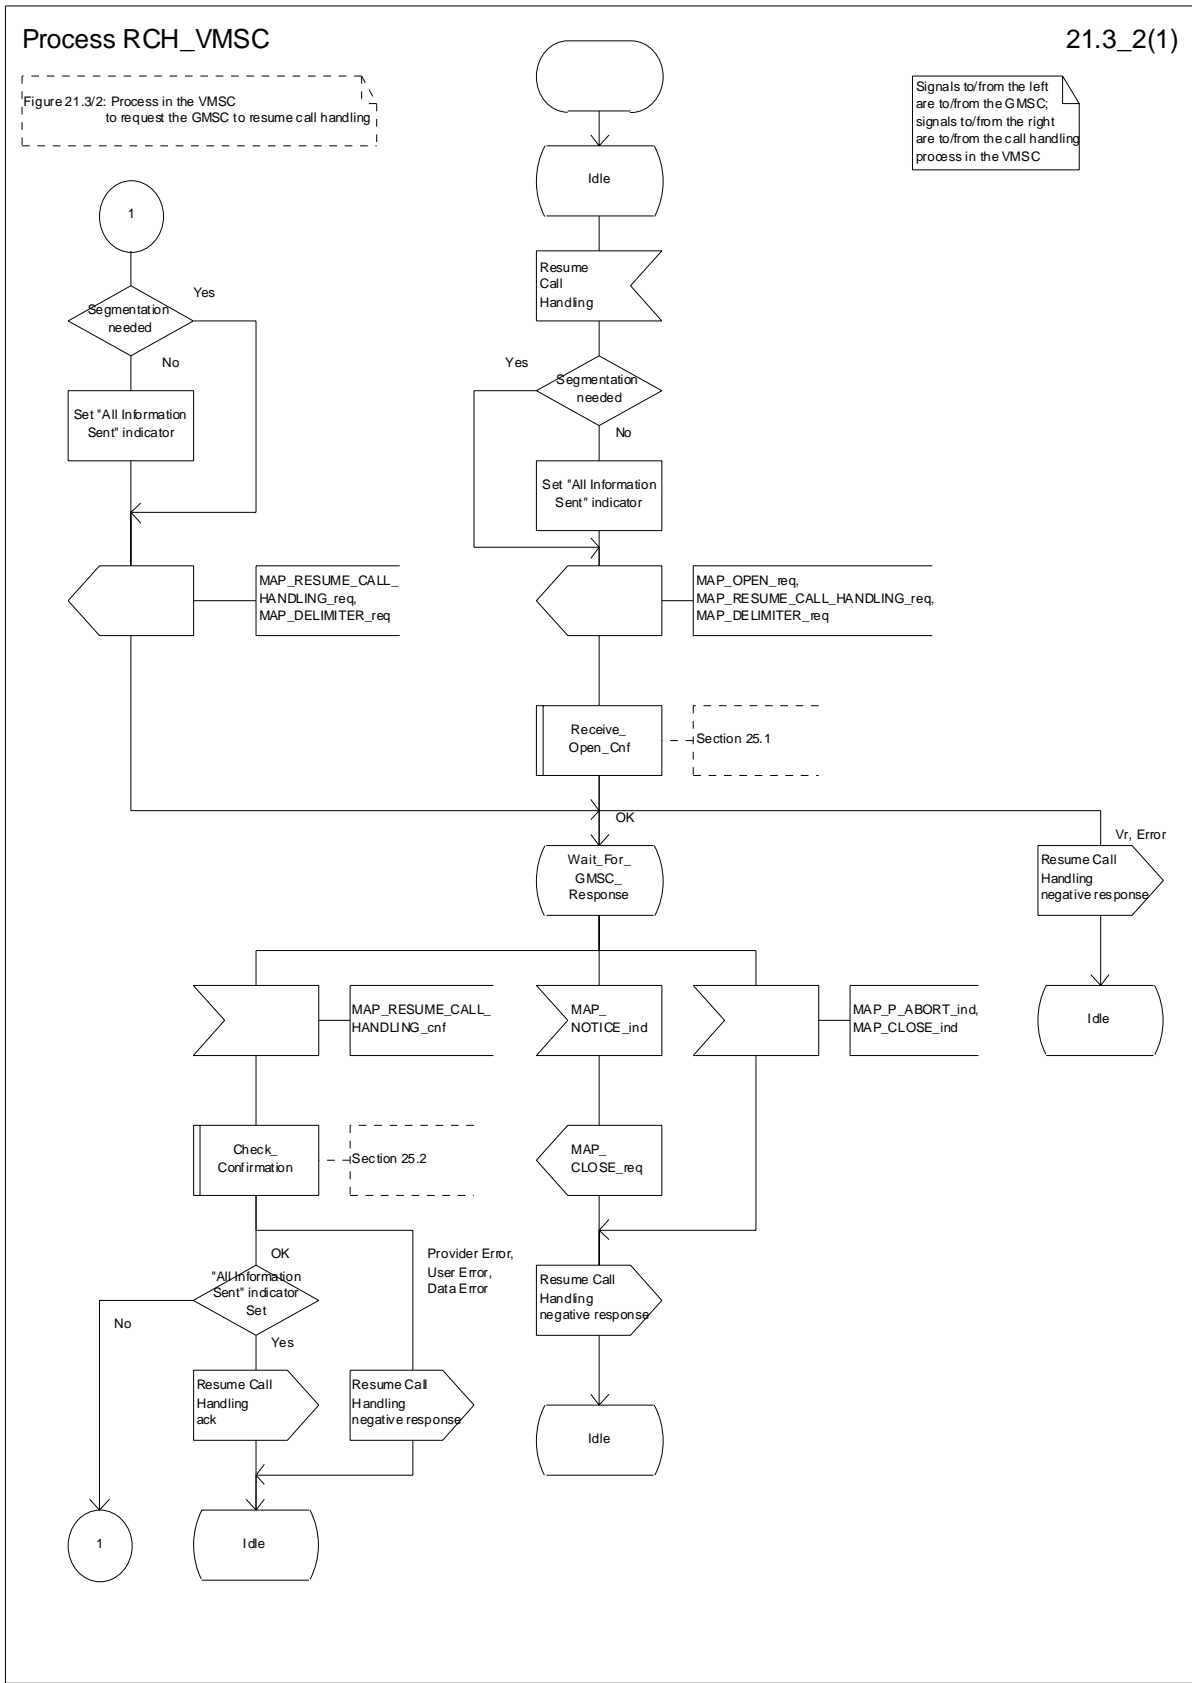 Process RCH_VMSC
21.3_2(1)
Figure 21.3/2: Process in the VMSC
to request the GMSC to resume call handling
Signals to/from the left
are to/from the GMSC;
signals to/from the right
are to/from the call handling
process in the VMSC
Idle
1
Resume
Call
Handling
Yes
Segmentation
needed
No
Yes
Segmentation
needed
No
Set "All Information
Sent" indicator
Set "All Information
Sent" indicator
MAP_RESUME_CALL_
HANDLING_req,
MAP_DELIMITER_req
MAP_OPEN_req,
MAP_RESUME_CALL_HANDLING_req,
MAP_DELIMITER_req
Receive_
Open_Cnf
Section 25.1
OK
Vr, Error
Wait_For_
GMSC_
Response
Resume Call
Handling
negative response
MAP_RESUME_CALL_
HANDLING_cnf
MAP_
NOTICE_ind
MAP_P_ABORT_ind,
MAP_CLOSE_ind
Idle
Check_
Confirmation
Section 25.2
MAP_
CLOSE_req
OK
Provider Error,
User Error,
Data Error
"All Information
Sent" indicator
Set
No
Yes
Resume Call
Handling
negative response
Resume Call
Handling
ack
Resume Call
Handling
negative response
Idle
1
Idle